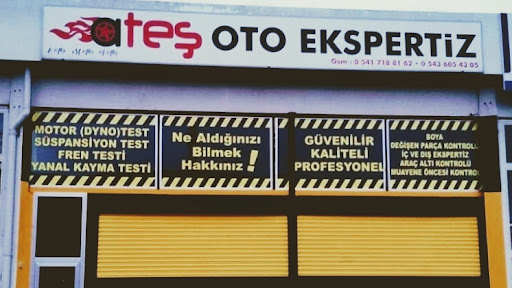 ateş OTO EKSPERTİZ
Gsm : 0 541 718 81 62 • 0 543 605 43 05
MOTOR (DYNO)TEST
SÜSPANSİYON TEST
FREN TESTİ
YANAL KAYMA TESTİ
Ne Aldığınızı
Bilmek
Hakkınız !
GÜVENİLİR
KALİTELİ
PROFESYONEL
BOYA
DEĞİŞEN PARÇA KONTROLÜ
İÇ VE DIŞ EKSPERTİZ
ARAÇ ALTI KONTROLÜ
MUAYENE ÖNCESİ KONTROL